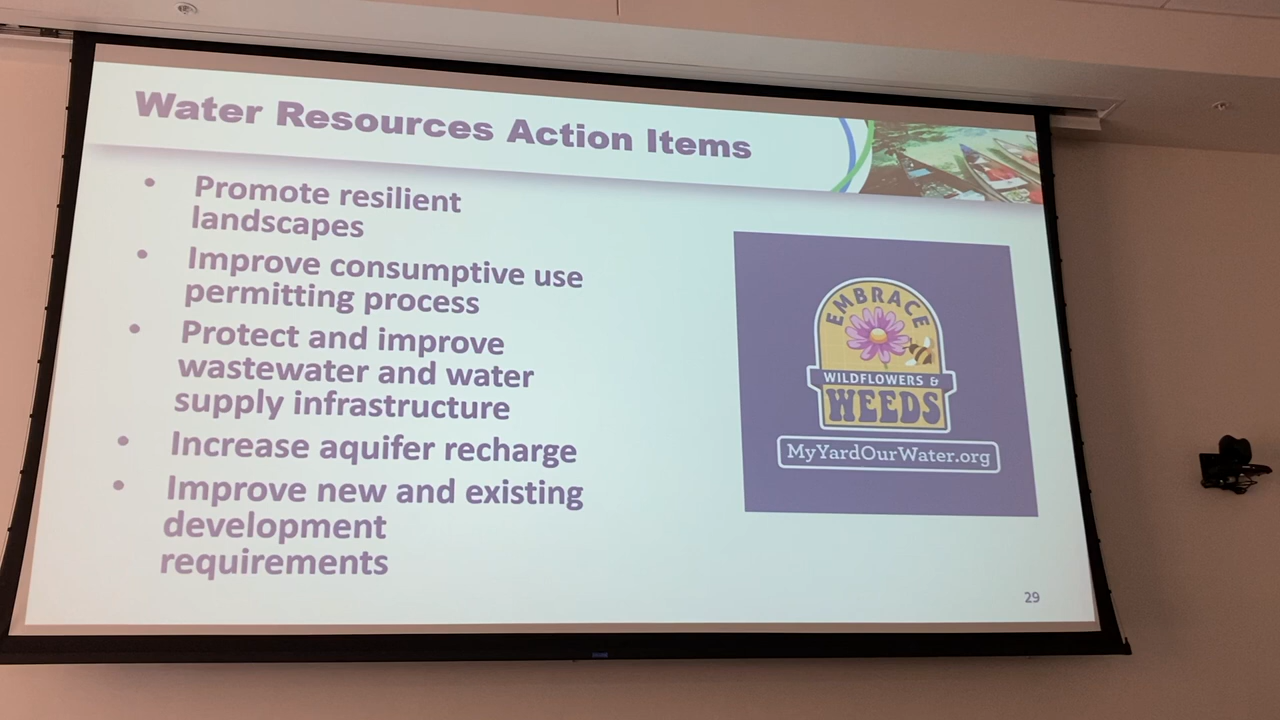 Water Resources Action Items
• Promote resilient
landscapes
• Improve consumptive use
permitting process
• Protect and improve
wastewater and water
supply infrastructure
• Increase aquifer recharge
• Improve new and existing
development
requirements
EMBRACE
WILDFLOWERS &
WEEDS
MyYardOurWater.org
29